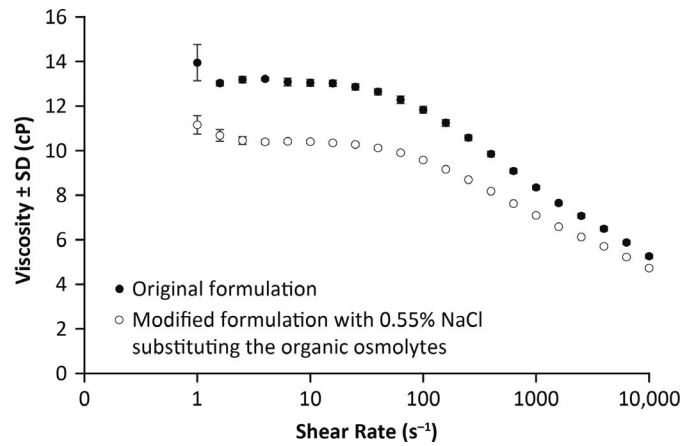 16
14
12
10
8
6
4
2
0
Viscosity ± SD (cP)
Original formulation
Modified formulation with 0.55% NaCl
substituting the organic osmolytes
0 1 10 100 1000 10,000
Shear Rate (s⁻¹)